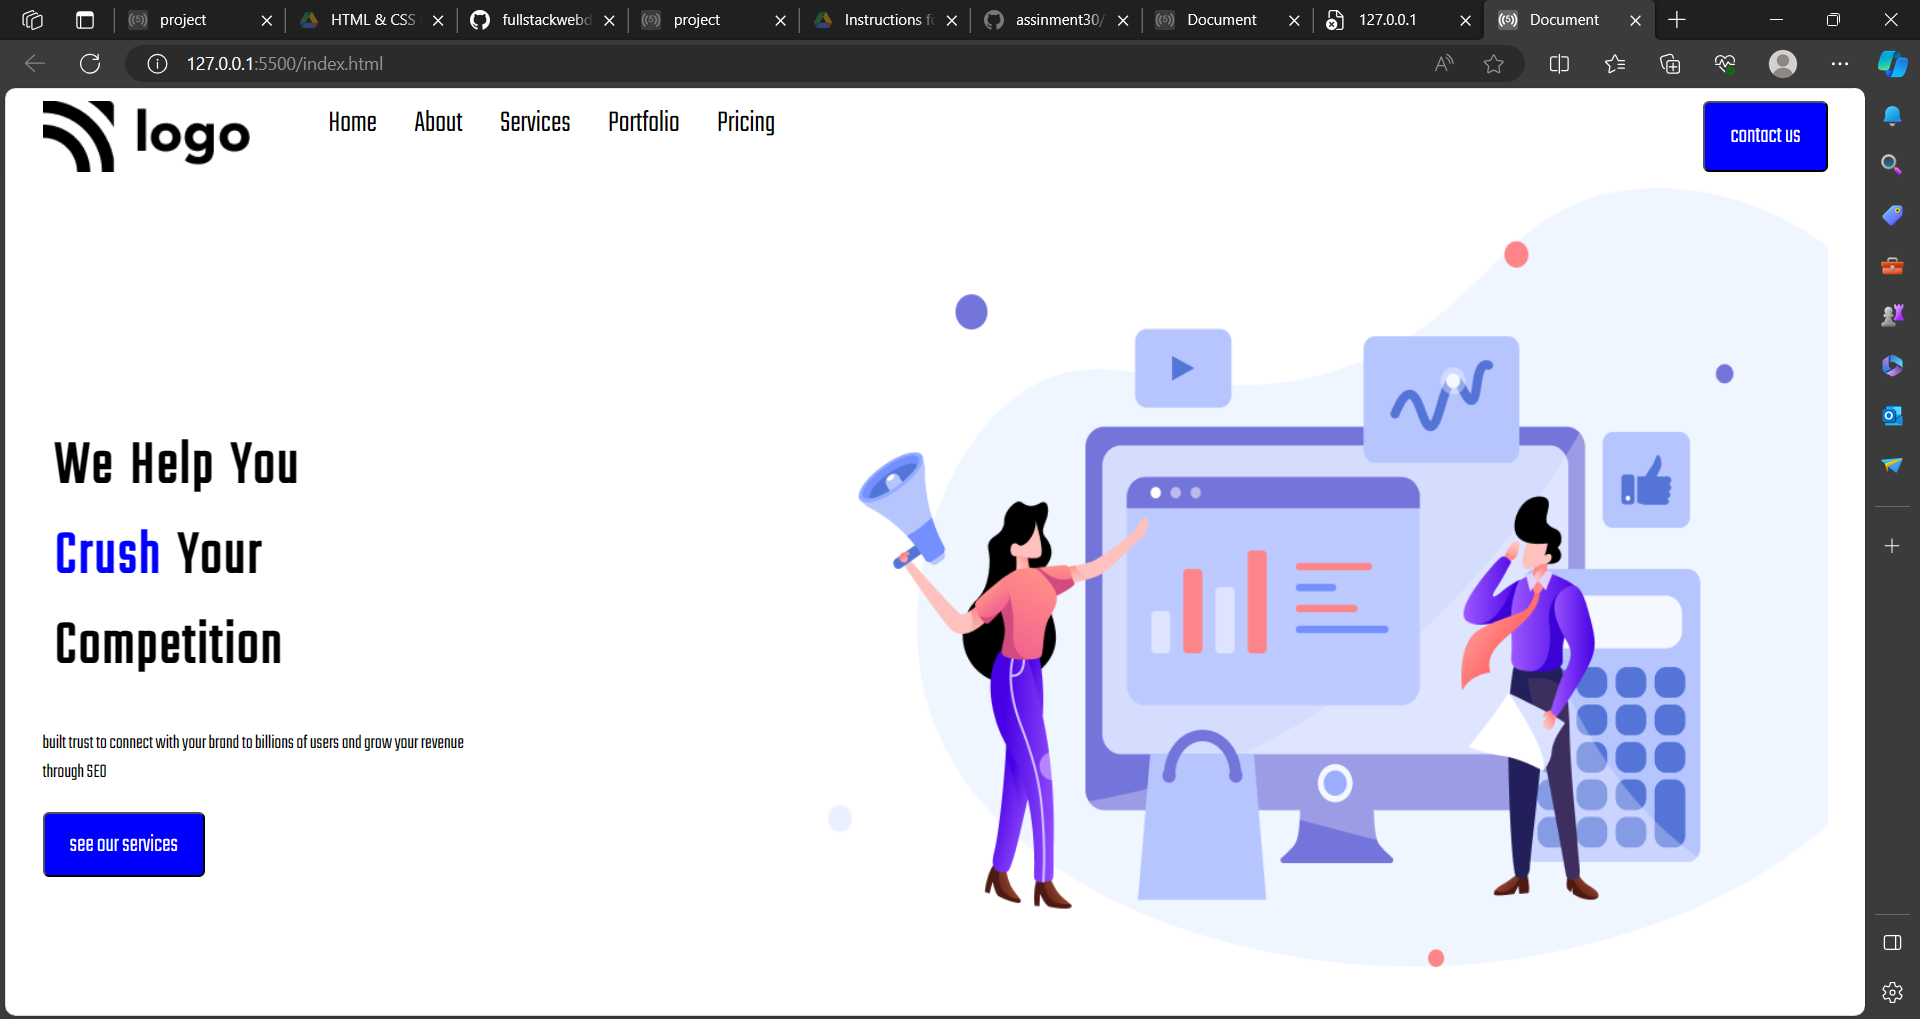 project
HTML & CSS
fullstackwebd
project
Instructions fo
assinment30/
Document
127.0.0.1
Document
127.0.0.1:5500/index.html
logo
Home About Services Portfolio Pricing
contact us
We Help You
Crush Your
Competition
built trust to connect with your brand to billions of users and grow your revenue
through SEO
see our services